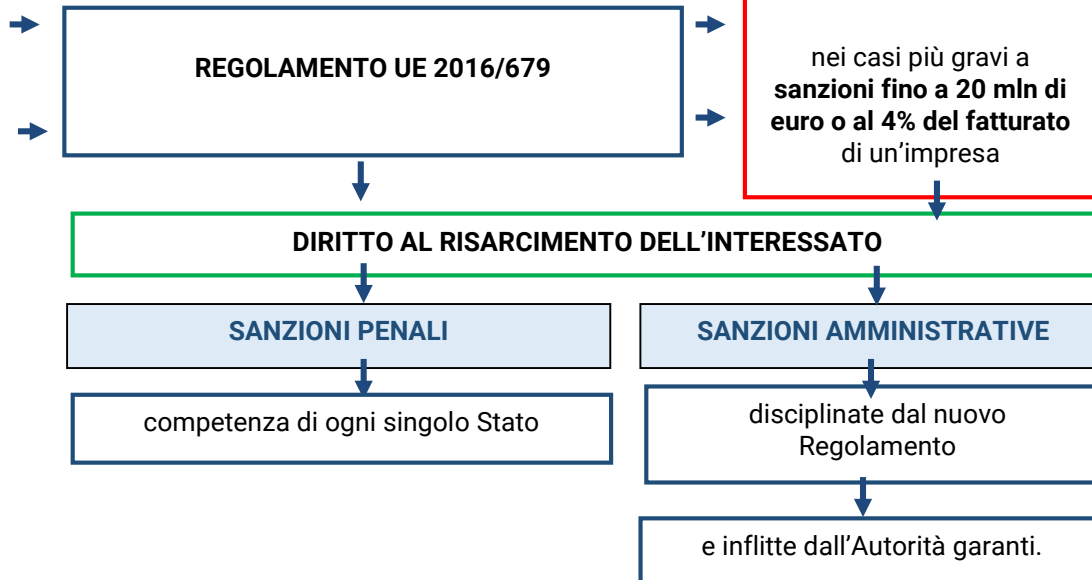 REGOLAMENTO UE 2016/679
nei casi più gravi a
sanzioni fino a 20 mln di
euro o al 4% del fatturato
di un'impresa
DIRITTO AL RISARCIMENTO DELL'INTERESSATO
SANZIONI PENALI
SANZIONI AMMINISTRATIVE
competenza di ogni singolo Stato
disciplinate dal nuovo
Regolamento
e inflitte dall'Autorità garanti.